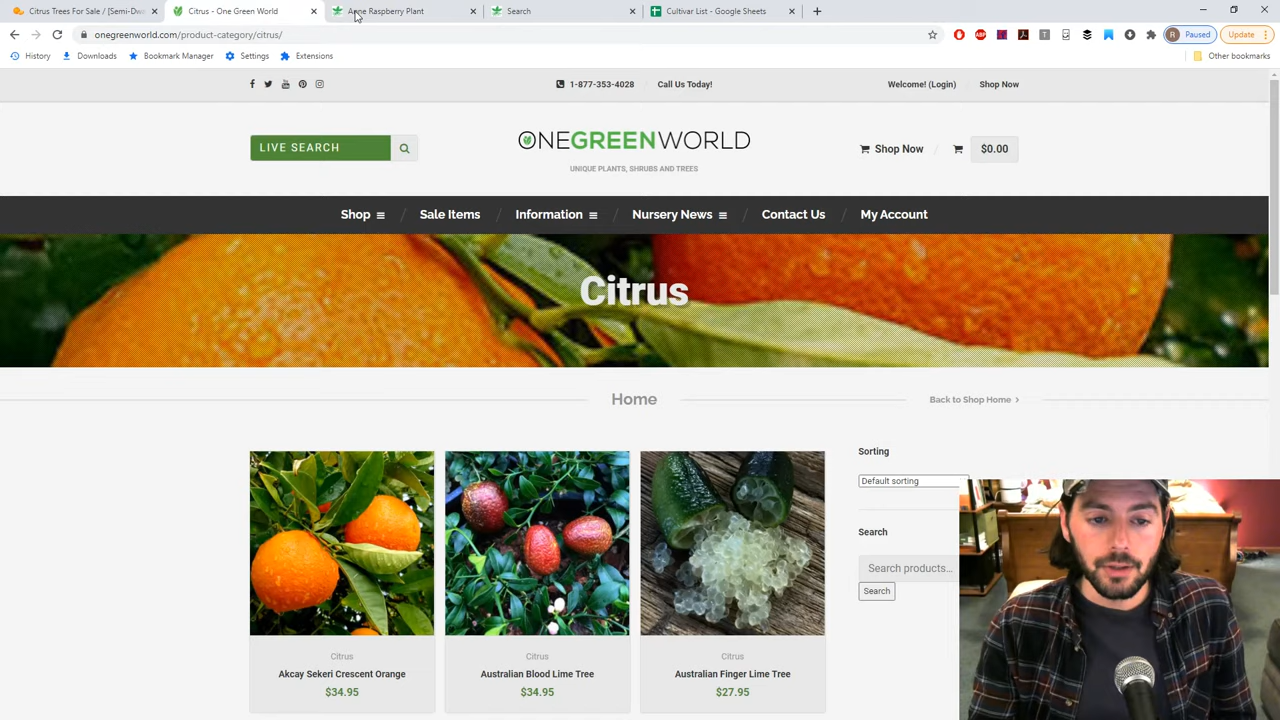 Citrus Trees For Sale / [Semi-Dwa
Citrus - One Green World
Anne Raspberry Plant
Search
Cultivar List - Google Sheets
onegreenworld.com/product-category/citrus/
Paused
Update
History
Downloads
Bookmark Manager
Settings
Extensions
Other bookmarks
1-877-353-4028
Call Us Today!
Welcome! (Login)
Shop Now
LIVE SEARCH
ONEGREENWORLD
UNIQUE PLANTS, SHRUBS AND TREES
Shop Now
$0.00
Shop
Sale Items
Information
Nursery News
Contact Us
My Account
Citrus
Home
Back to Shop Home
Sorting
Default sorting
Search
Search products…
Search
Citrus
Akcay Sekeri Crescent Orange
$34.95
Citrus
Australian Blood Lime Tree
$34.95
Citrus
Australian Finger Lime Tree
$27.95